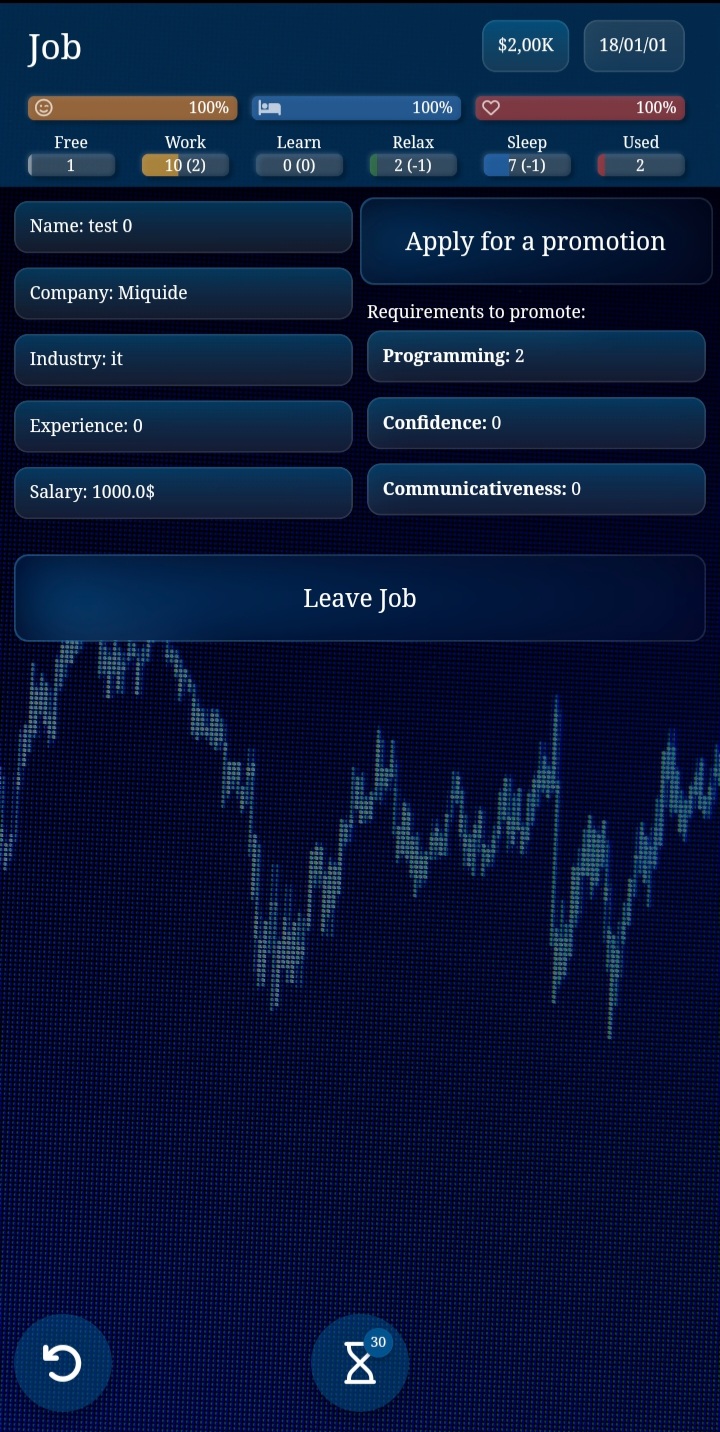 Job
$2,00K
18/01/01
100%
100%
100%
Free
Work
Learn
Relax
Sleep
Used
1
10 (2)
0 (0)
2 (-1)
7 (-1)
2
Name: test 0
Company: Miquide
Industry: it
Experience: 0
Salary: 1000.0$
Apply for a promotion
Requirements to promote:
Programming: 2
Confidence: 0
Communicativeness: 0
Leave Job
30